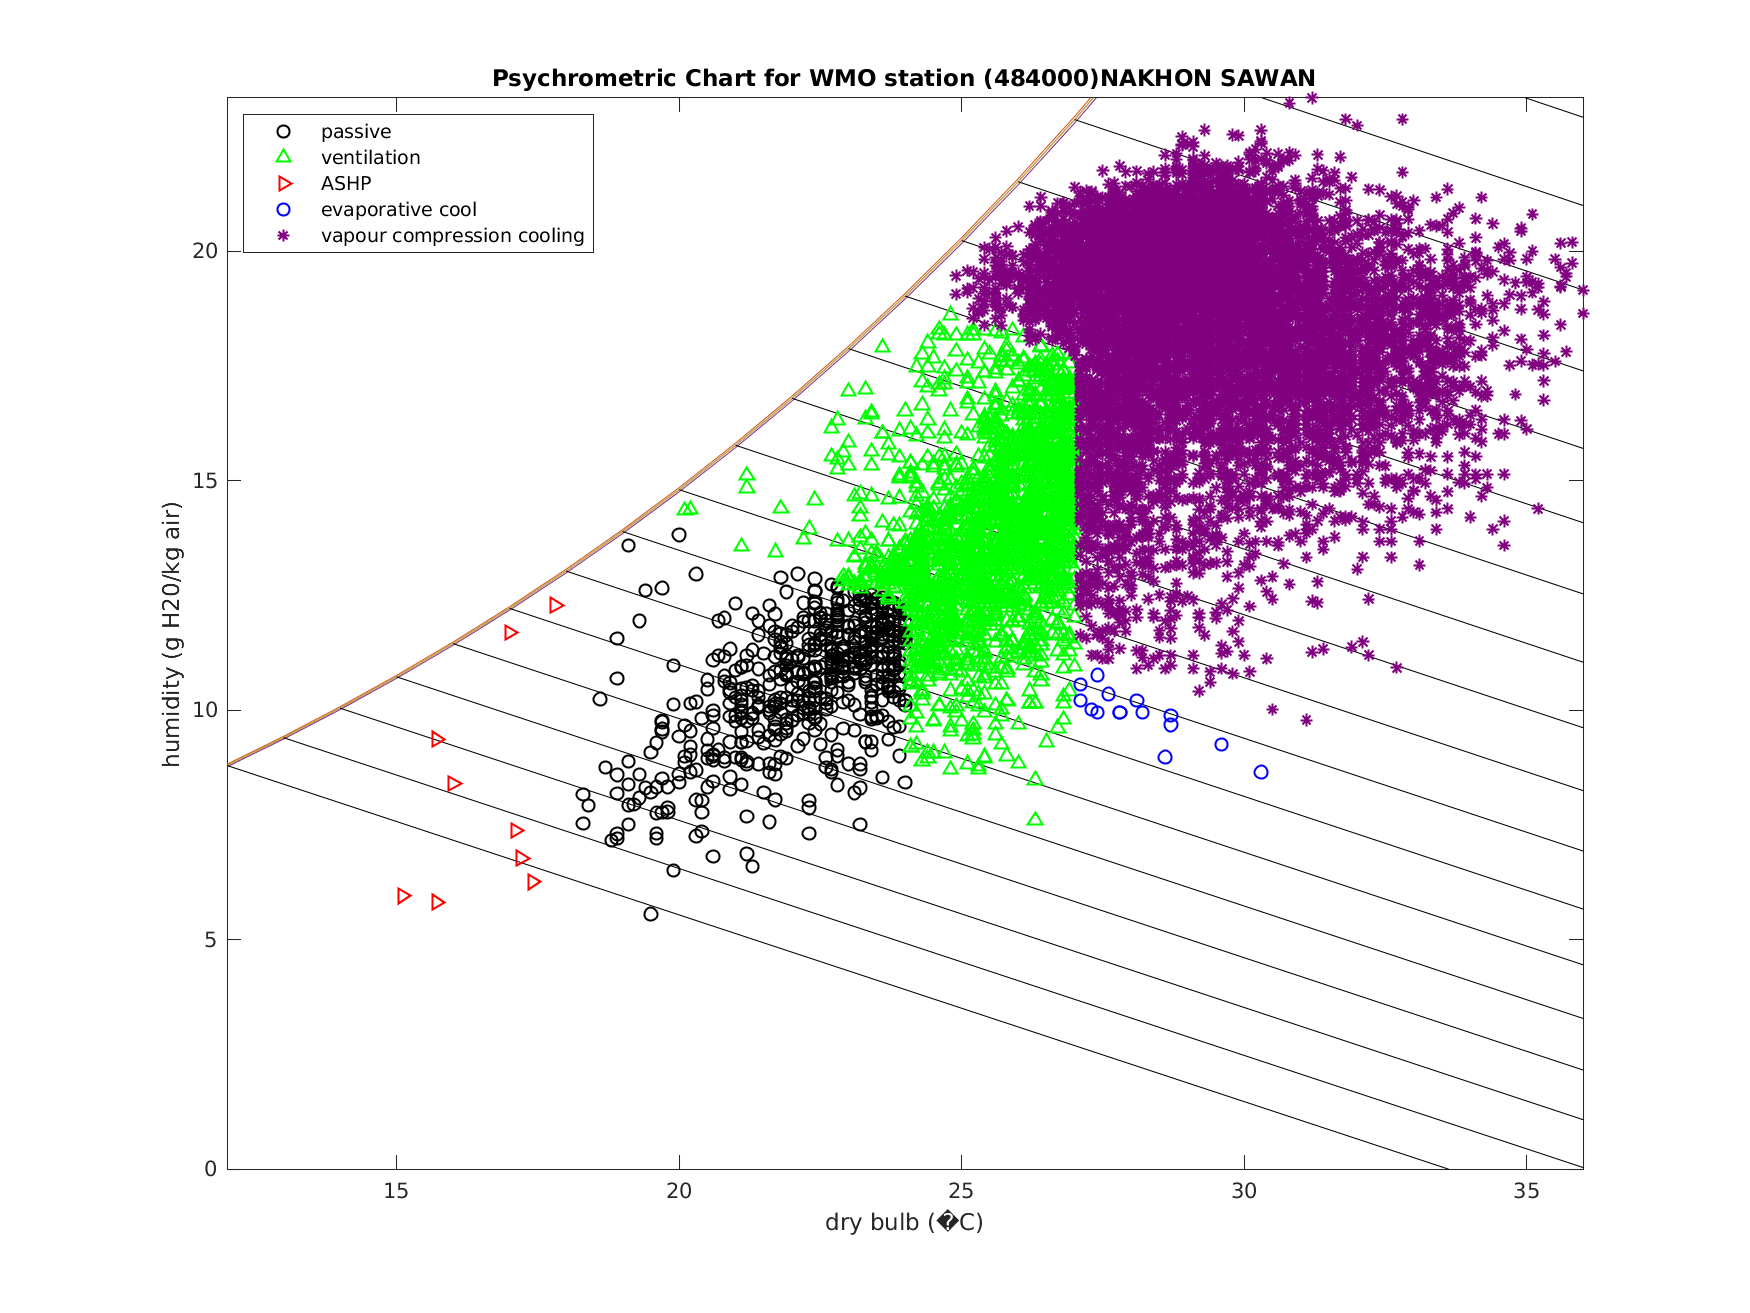 Psychrometric Chart for WMO station (484000)NAKHON SAWAN
passive
ventilation
ASHP
evaporative cool
vapour compression cooling
humidity (g H20/kg air)
20
15
10
5
0
15
20
25
30
35
dry bulb (�C)